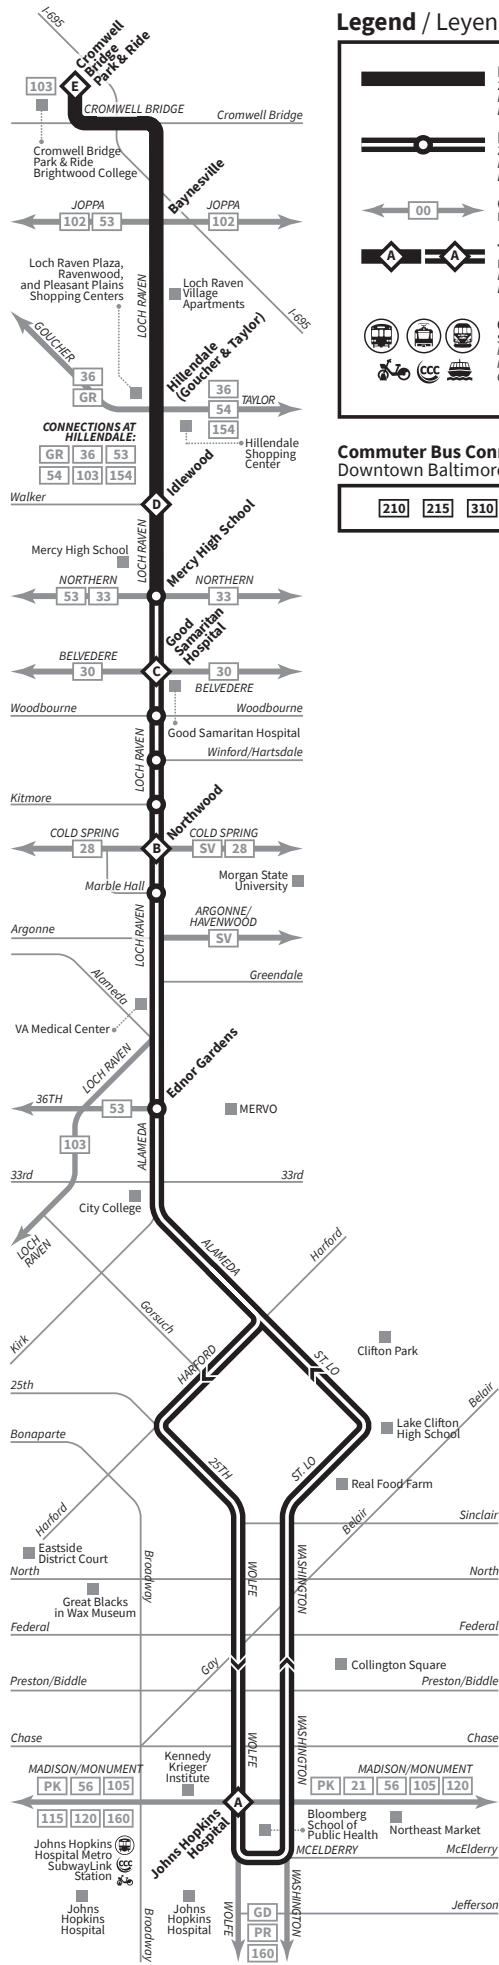 I-695
Legend / Leyen
Cromwell
Bridge
Park & Ride
E
103
CROMWELL BRIDGE
Cromwell Bridge
Cromwell Bridge
Park & Ride
Brightwood College
00
A
A
CCC
Baynesville
JOPPA
JOPPA
102
53
102
Loch Raven Plaza,
Ravenwood,
and Pleasant Plains
Shopping Centers
LOCH RAVEN
Loch Raven
Village
Apartments
I-695
GOUCHER
Hillendale
(Goucher & Taylor)
36
GR
36
54
154
TAYLOR
CONNECTIONS AT
HILLENDALE:
GR
36
53
54
103
154
Hillendale
Shopping
Center
Commuter Bus Conn
Downtown Baltimore
210
215
310
Walker
D
Idlewood
LOCH RAVEN
Mercy High School
Mercy High School
NORTHERN
NORTHERN
53
33
33
Good
Samaritan
Hospital
BELVEDERE
30
C
30
BELVEDERE
Woodbourne
Woodbourne
Good Samaritan Hospital
LOCH RAVEN
Winford/Hartsdale
Kitmore
Northwood
COLD SPRING
COLD SPRING
28
B
SV
28
Morgan State
University
Marble Hall
LOCH RAVEN
ARGONNE/
HAVENWOOD
Argonne
SV
Alameda
Greendale
VA Medical Center
LOCH RAVEN
Ednor Gardens
36TH
53
MERVO
103
ALAMEDA
33rd
33rd
City College
LOCH
RAVEN
ALAMEDA
Harford
Gorsuch
Kirk
HARFORD
ST. LO
Clifton Park
25th
Belair
Bonaparte
Lake Clifton
High School
25TH
ST. LO
Real Food Farm
Harford
Belair
Sinclair
Eastside
District Court
Broadway
WOLFE
WASHINGTON
North
North
Great Blacks
in Wax Museum
Federal
Federal
Gay
Collington Square
Preston/Biddle
Preston/Biddle
Chase
WOLFE
WASHINGTON
Chase
MADISON/MONUMENT
Kennedy
Krieger
Institute
MADISON/MONUMENT
PK
56
105
PK
21
56
105
120
A
115
120
160
Johns Hopkins
Hospital
Bloomberg
School of
Public Health
Northeast Market
Johns Hopkins
Hospital Metro
SubwayLink
Station
CCC
MCELDERRY
McElderry
Johns
Hopkins
Hospital
Broadway
Johns
Hopkins
Hospital
WOLFE
WASHINGTON
GD
PR
160
Jefferson